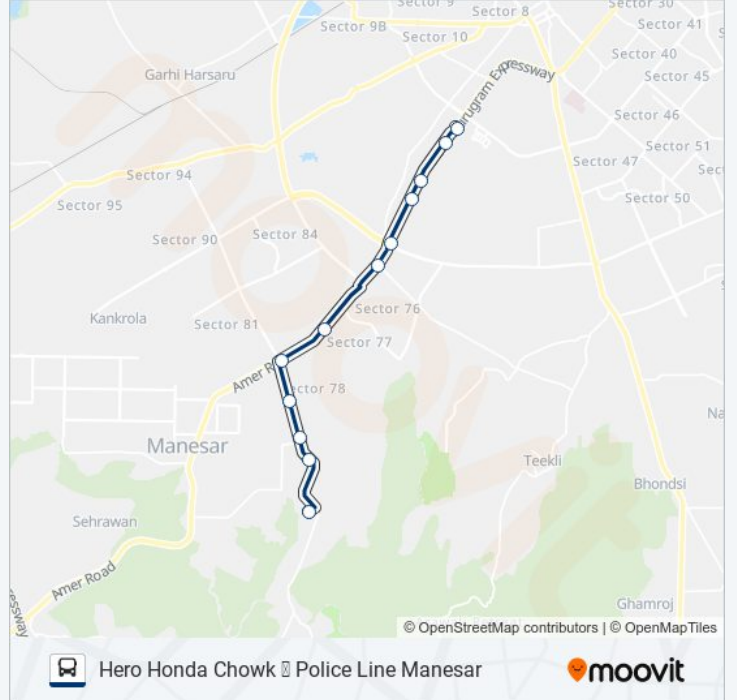 Sector 9
Sector 8
Sector 30
Sector 9B
Sector 10
Sector 41
Sector 40
Garhi Harsaru
Sector 45
Sector 46
Sector 51
Sector 47
Sector 94
Sector 50
Sector 95
Sector 90
Sector 84
Sector 76
Kankrola
Sector 81
Sector 77
Amer R
ector 78
Manesar
Teekli
Bhondsi
Sehrawan
Amer Road
Ghamroj
© OpenStreetMap contributors | © OpenMapTiles
Hero Honda Chowk 􏿮 Police Line Manesar
moovit